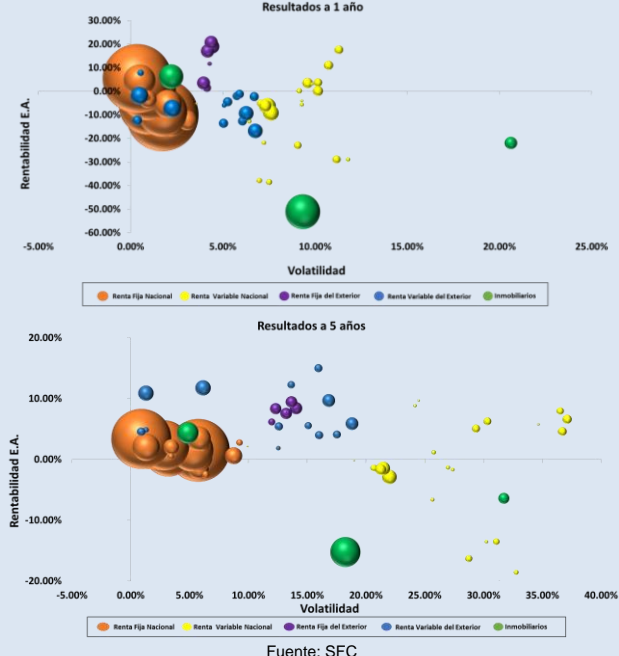 Resultados a 1 año
30.00%
20.00%
10.00%
0.00%
-10.00%
-20.00%
-30.00%
-40.00%
-50.00%
-60.00%
Rentabilidad E.A.
-5.00% 0.00% 5.00% 10.00% 15.00% 20.00% 25.00%
Volatilidad
Renta Fija Nacional Renta Variable Nacional Renta Fija del Exterior Renta Variable del Exterior Inmobiliarios
Resultados a 5 años
20.00%
10.00%
0.00%
-10.00%
-20.00%
Rentabilidad E.A.
-5.00% 0.00% 5.00% 10.00% 15.00% 20.00% 25.00% 30.00% 35.00% 40.00%
Volatilidad
Renta Fija Nacional Renta Variable Nacional Renta Fija del Exterior Renta Variable del Exterior Inmobiliarios
Fuente: SFC